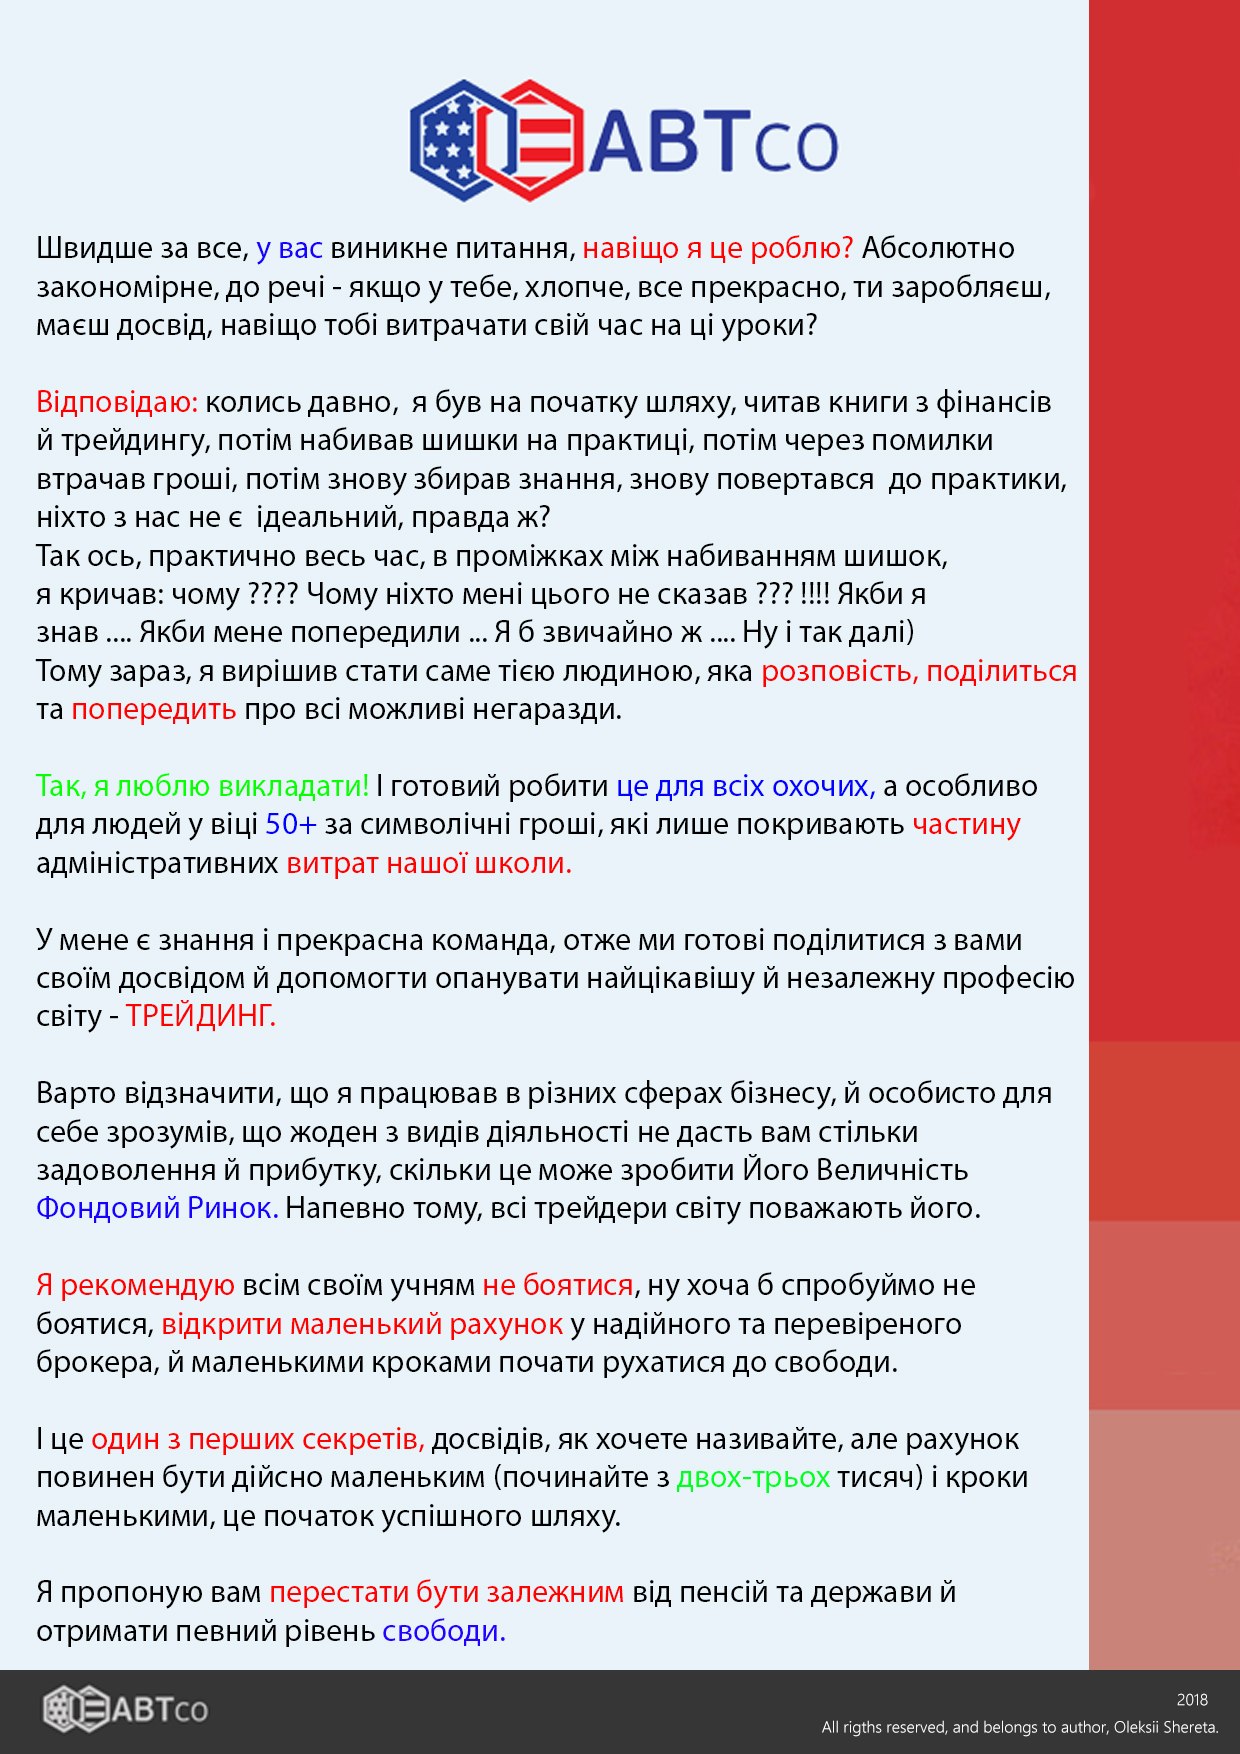 ABTco
Швидше за все, у вас виникне питання, навіщо я це роблю? Абсолютно
закономірне, до речі - якщо у тебе, хлопче, все прекрасно, ти заробляєш,
маєш досвід, навіщо тобі витрачати свій час на ці уроки?
Відповідаю: колись давно,  я був на початку шляху, читав книги з фінансів
й трейдингу, потім набивав шишки на практиці, потім через помилки
втрачав гроші, потім знову збирав знання, знову повертався  до практики,
ніхто з нас не є  ідеальний, правда ж?
Так ось, практично весь час, в проміжках між набиванням шишок,
я кричав: чому ???? Чому ніхто мені цього не сказав ??? !!!! Якби я
знав .... Якби мене попередили ... Я б звичайно ж .... Ну і так далі)
Тому зараз, я вирішив стати саме тією людиною, яка розповість, поділиться
та попередить про всі можливі негаразди.
Так, я люблю викладати! І готовий робити це для всіх охочих, а особливо
для людей у віці 50+ за символічні гроші, які лише покривають частину
адміністративних витрат нашої школи.
У мене є знання і прекрасна команда, отже ми готові поділитися з вами
своїм досвідом й допомогти опанувати найцікавішу й незалежну професію
світу - ТРЕЙДИНГ.
Варто відзначити, що я працював в різних сферах бізнесу, й особисто для
себе зрозумів, що жоден з видів діяльності не дасть вам стільки
задоволення й прибутку, скільки це може зробити Його Величність
Фондовий Ринок. Напевно тому, всі трейдери світу поважають його.
Я рекомендую всім своїм учням не боятися, ну хоча б спробуймо не
боятися, відкрити маленький рахунок у надійного та перевіреного
брокера, й маленькими кроками почати рухатися до свободи.
І це один з перших секретів, досвідів, як хочете називайте, але рахунок
повинен бути дійсно маленьким (починайте з двох-трьох тисяч) і кроки
маленькими, це початок успішного шляху.
Я пропоную вам перестати бути залежним від пенсій та держави й
отримати певний рівень свободи.
ABTco
2018
All rigths reserved, and belongs to author, Oleksii Shereta.